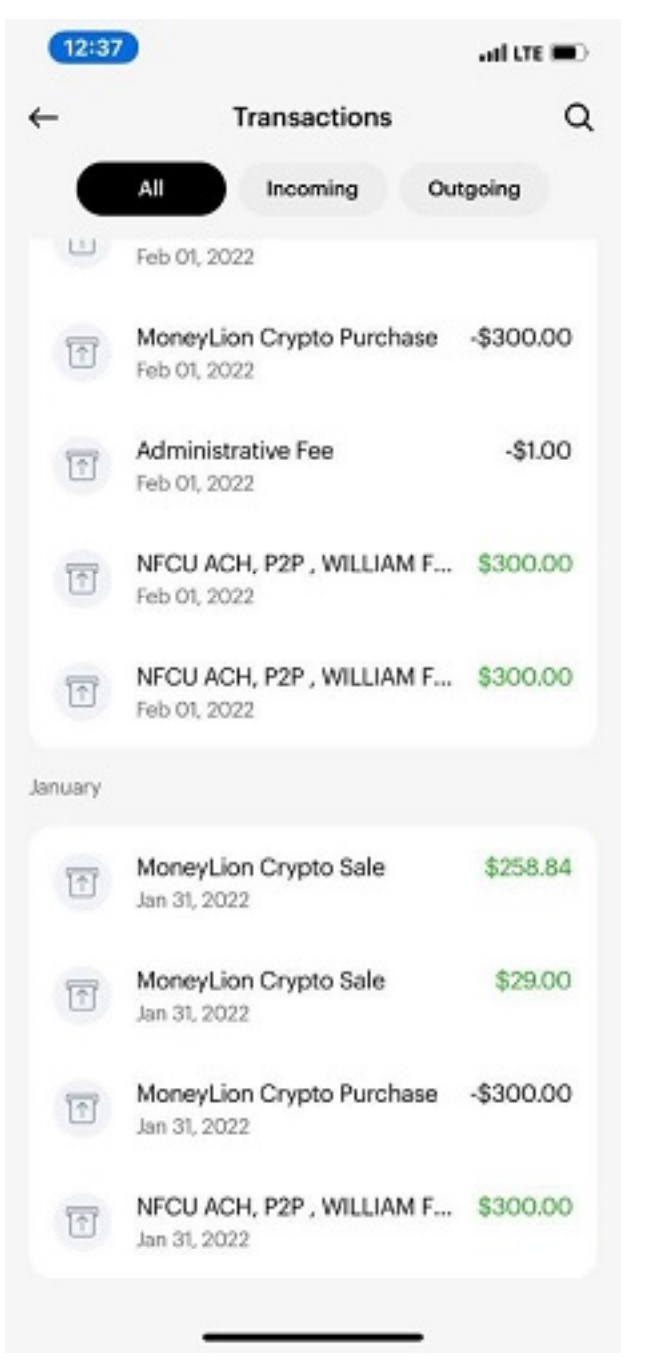 12:37
LTE
Transactions
All Incoming Outgoing
Feb 01, 2022
MoneyLion Crypto Purchase -$300.00
Feb 01, 2022
Administrative Fee -$1.00
Feb 01, 2022
NFCU ACH, P2P , WILLIAM F... $300.00
Feb 01, 2022
NFCU ACH, P2P , WILLIAM F... $300.00
Feb 01, 2022
January
MoneyLion Crypto Sale $258.84
Jan 31, 2022
MoneyLion Crypto Sale $29.00
Jan 31, 2022
MoneyLion Crypto Purchase -$300.00
Jan 31, 2022
NFCU ACH, P2P , WILLIAM F... $300.00
Jan 31, 2022